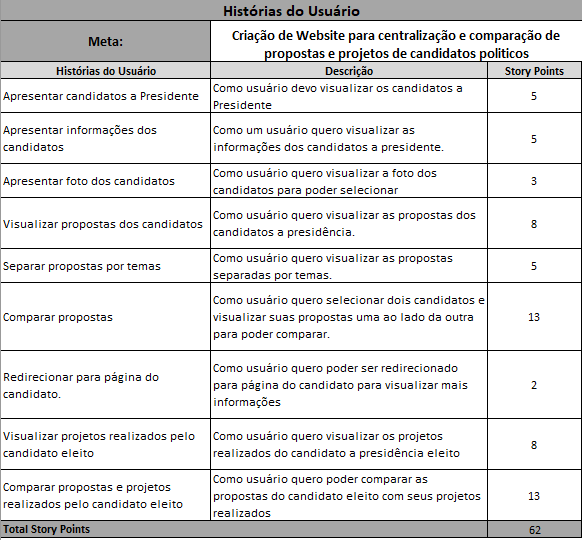 Histórias do Usuário
Meta:
Criação de Website para centralização e comparação de
propostas e projetos de candidatos politicos
Histórias do Usuário
Descrição
Story Points
Apresentar candidatos a Presidente
Como usuário devo visualizar os candidatos a
Presidente
5
Apresentar informações dos
candidatos
Como um usuário quero visualizar as
informações dos candidatos a presidente.
5
Apresentar foto dos candidatos
Como usuário quero visualizar a foto dos
candidatos para poder selecionar
3
Visualizar propostas dos candidatos
Como usuário quero visualizar as propostas dos
candidatos a presidência.
8
Separar propostas por temas
Como usuário quero visualizar as propostas
separadas por temas.
5
Comparar propostas
Como usuário quero selecionar dois candidatos e
visualizar suas propostas uma ao lado da outra
para poder comparar.
13
Redirecionar para página do
candidato.
Como usuário quero poder ser redirecionado
para página do candidato para visualizar mais
informações
2
Visualizar projetos realizados pelo
candidato eleito
Como usuário quero visualizar os projetos
realizados do candidato a presidência eleito
8
Comparar propostas e projetos
realizados pelo candidato eleito
Como usuário quero poder comparar as
propostas do candidato eleito com seus projetos
realizados
13
Total Story Points
62